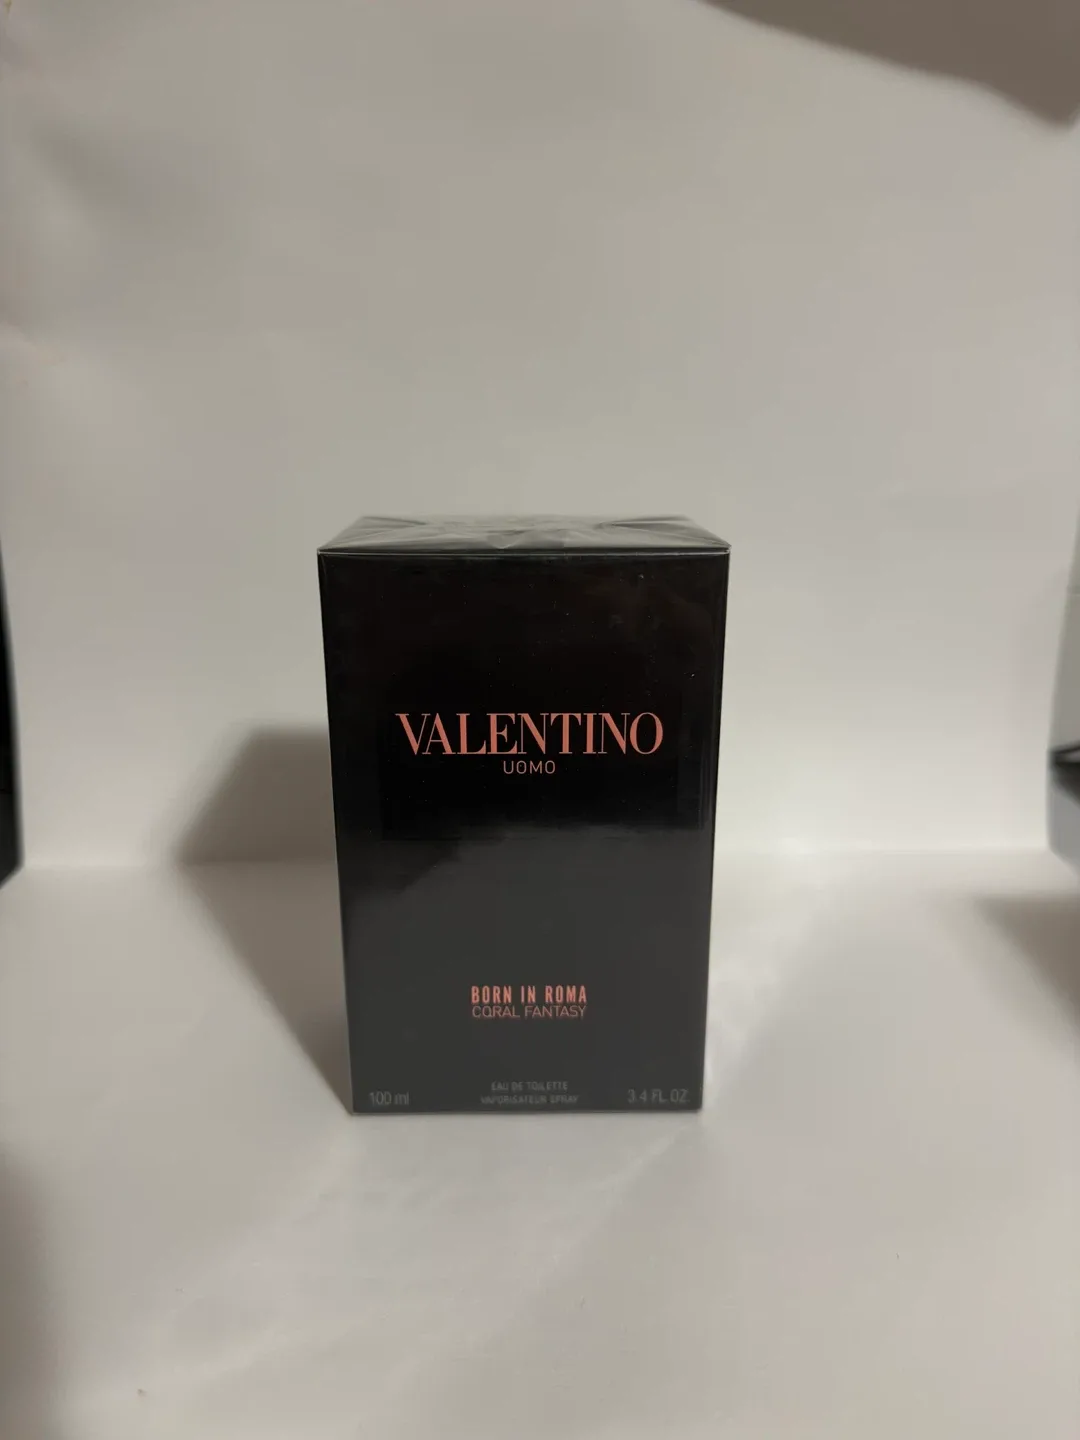 VALENTINO
UOMO
BORN IN ROMA
CORAL FANTASY
EAU DE TOILETTE
VAPORISATEUR SPRAY
100 ml
3.4 FL. OZ.